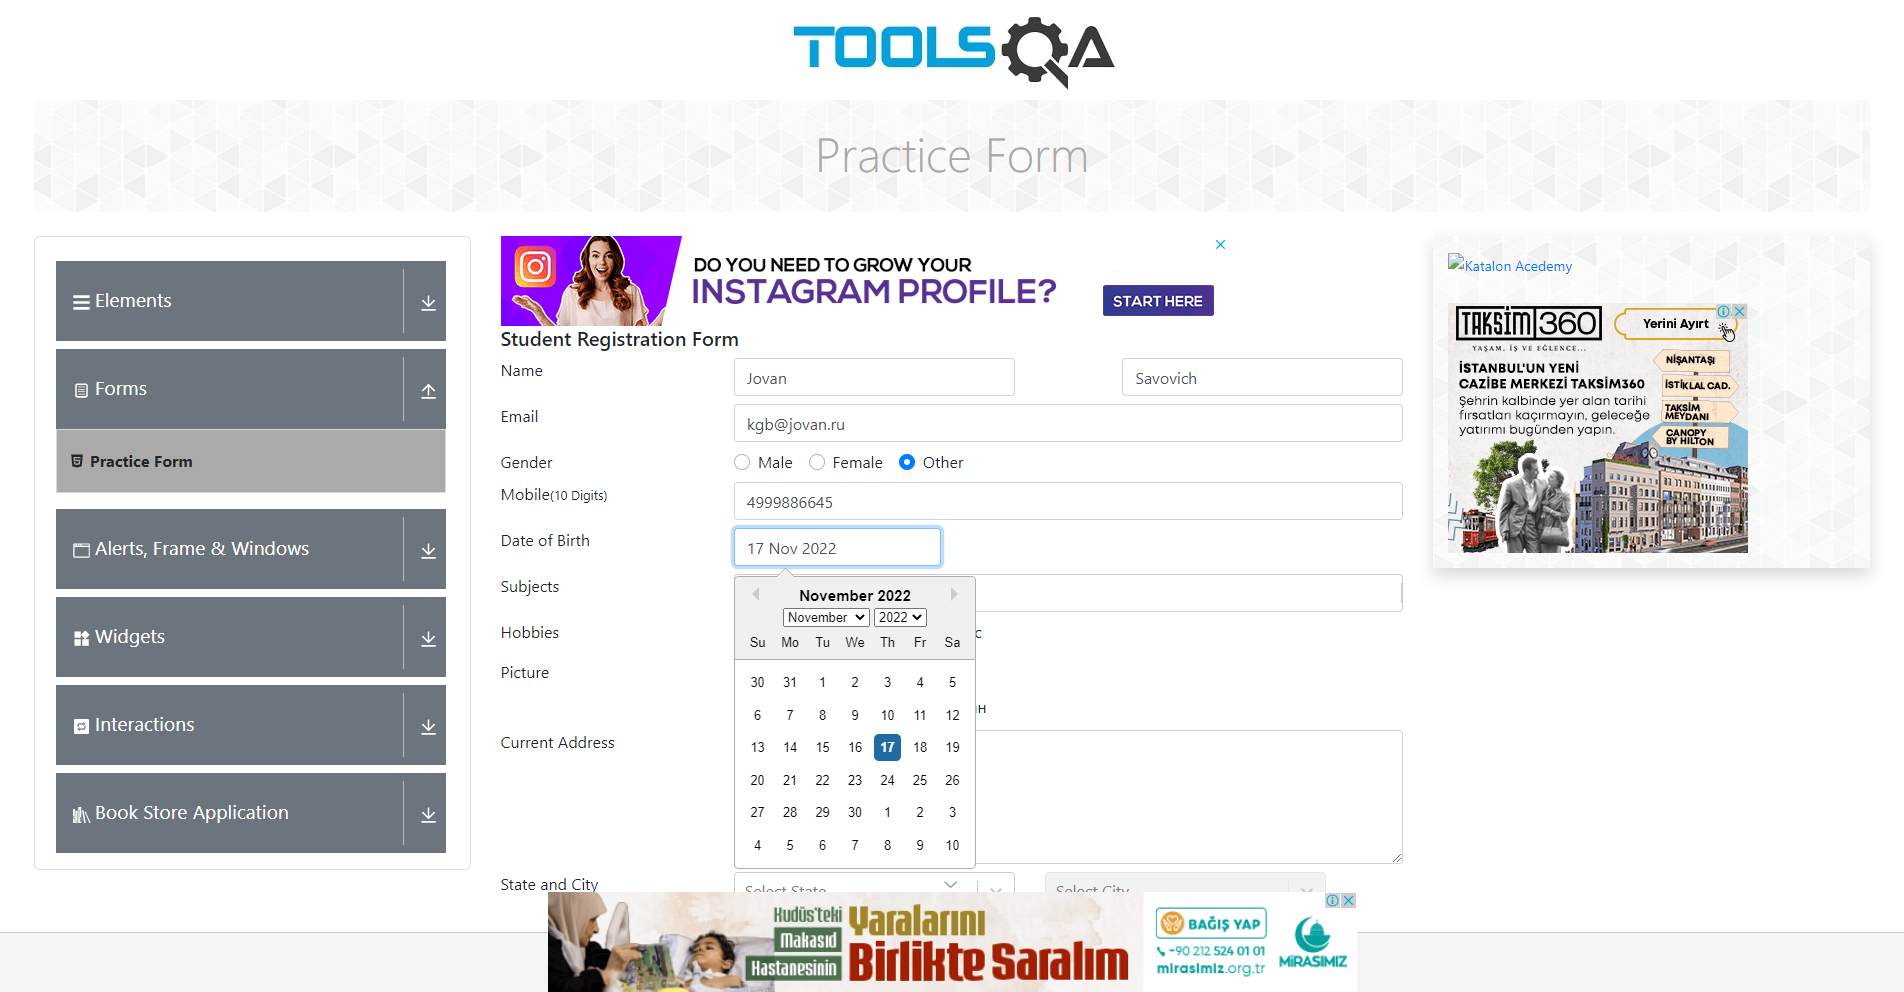 TOOLSQA
Practice Form
Elements
Forms
Practice Form
Alerts, Frame & Windows
Widgets
Interactions
Book Store Application
DO YOU NEED TO GROW YOUR
INSTAGRAM PROFILE?
START HERE
Student Registration Form
Name
Jovan
Savovich
Email
kgb@jovan.ru
Gender
Male
Female
Other
Mobile(10 Digits)
4999886645
Date of Birth
17 Nov 2022
Subjects
Hobbies
Picture
Current Address
November 2022
November 2022
Su Mo Tu We Th Fr Sa
30 31 1 2 3 4 5
6 7 8 9 10 11 12
13 14 15 16 17 18 19
20 21 22 23 24 25 26
27 28 29 30 1 2 3
4 5 6 7 8 9 10
State and City
Select State
Select City
Katalon Acedemy
TAKSİM 360
YAŞAM, İŞ VE EĞLENCE...
Yerini Ayırt
İSTANBUL'UN YENİ
CAZİBE MERKEZİ TAKSİM360
Şehrin kalbinde yer alan tarihi
fırsatları kaçırmayın, geleceğe
yatırımı bugünden yapın.
NİŞANTAŞI
İSTİKLAL CAD.
TAKSİM
MEYDANI
CANOPY
BY HILTON
Kudüs'teki
Makasıd
Hastanesinin
Yaralarını
Birlikte Saralım
BAĞIŞ YAP
+90 212 524 01 01
mirasimiz.org.tr
MİRASIMIZ